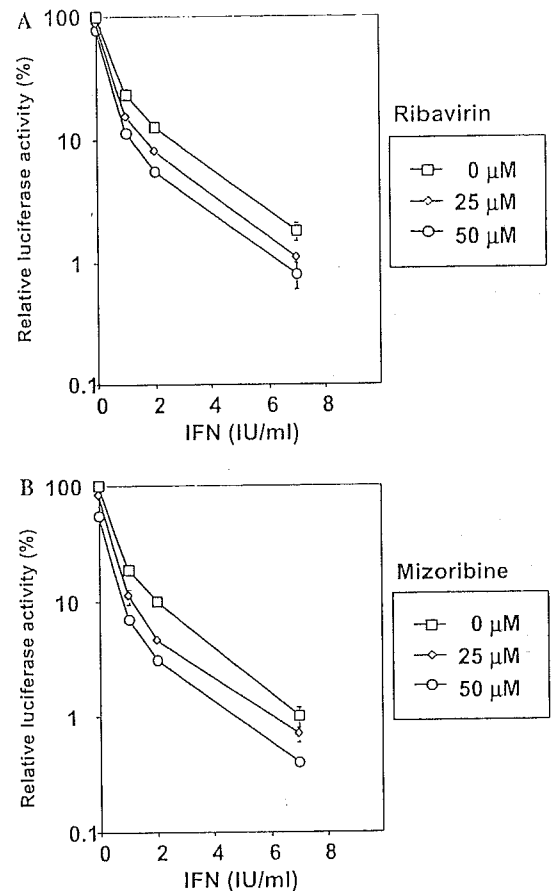 A
Relative luciferase activity (%)
100
10
1
0.1
0 2 4 6 8
IFN (IU/ml)
Ribavirin
0 μM
25 μM
50 μM
B
Relative luciferase activity (%)
100
10
1
0.1
0 2 4 6 8
IFN (IU/ml)
Mizoribine
0 μM
25 μM
50 μM